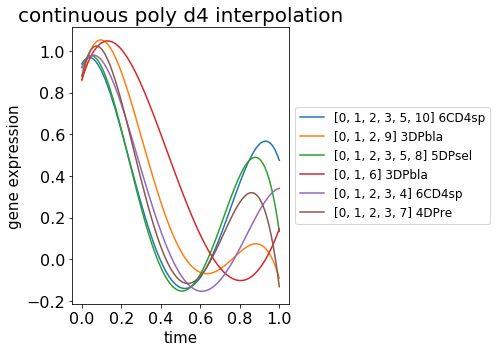 continuous poly d4 interpolation
gene expression
1.0
0.8
0.6
0.4
0.2
0.0
−0.2
0.0 0.2 0.4 0.6 0.8 1.0
time
[0, 1, 2, 3, 5, 10] 6CD4sp
[0, 1, 2, 9] 3DPbla
[0, 1, 2, 3, 5, 8] 5DPsel
[0, 1, 6] 3DPbla
[0, 1, 2, 3, 4] 6CD4sp
[0, 1, 2, 3, 7] 4DPre